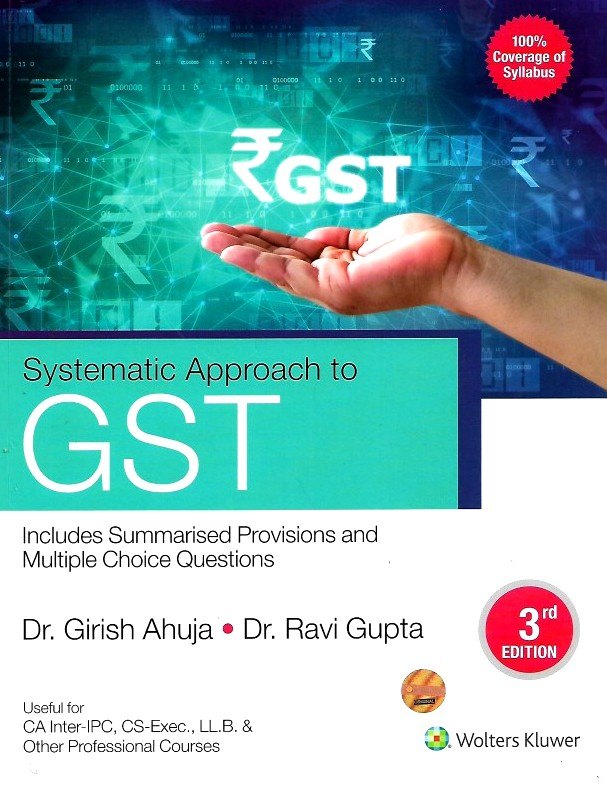 100%
Coverage of
Syllabus
₹
₹GST
Systematic Approach to
GST
Includes Summarised Provisions and
Multiple Choice Questions
Dr. Girish Ahuja • Dr. Ravi Gupta
3rd
EDITION
Useful for
CA Inter-IPC, CS-Exec., LL.B. &
Other Professional Courses
Wolters Kluwer